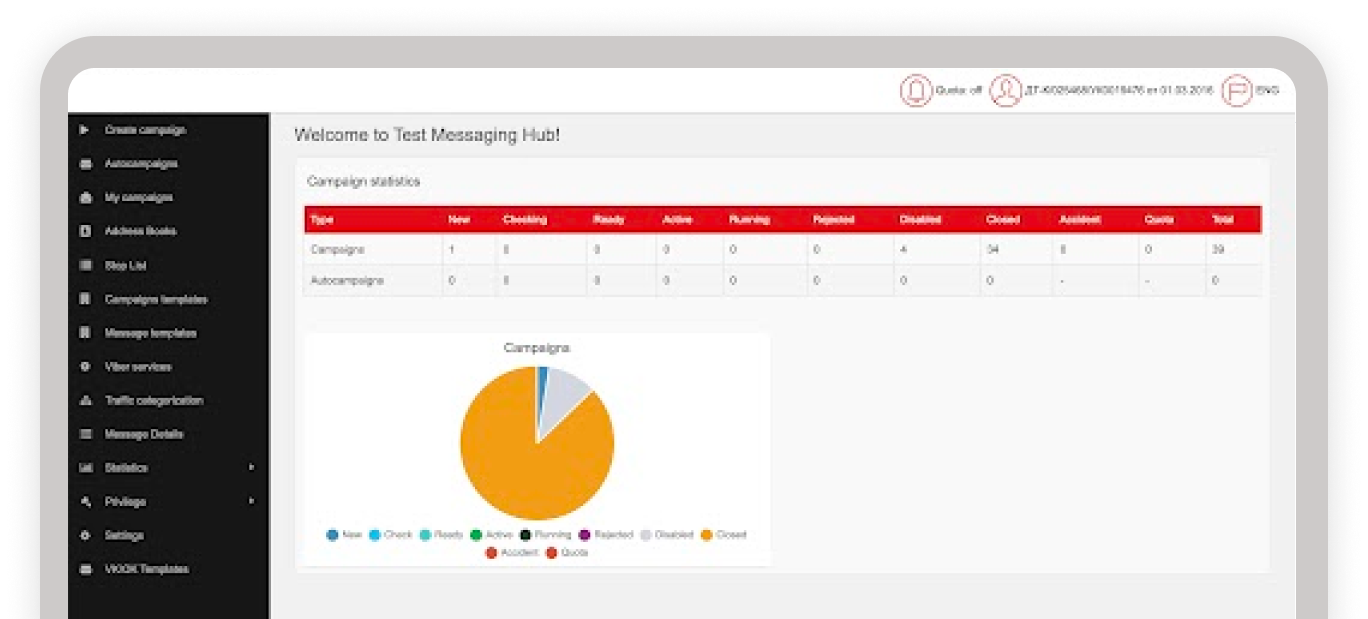 Quota: off
от 01.03.2016
ENG
Create campaign
Autocampaigns
My campaigns
Address Books
Stop List
Campaigns templates
Message templates
Viber services
Traffic categorization
Message Details
Statistics
Privilege
Settings
VK/OK Templates
Welcome to Test Messaging Hub!
Campaign statistics
Type New Checking Ready Active Running Rejected Disabled Closed Accident Quota Total
Campaigns 1 0 0 0 0 0 4 34 0 0 39
Autocampaigns 0 0 0 0 0 0 0 0 - - 0
Campaigns
New Check Ready Active Running Rejected Disabled Closed
Accident Quota